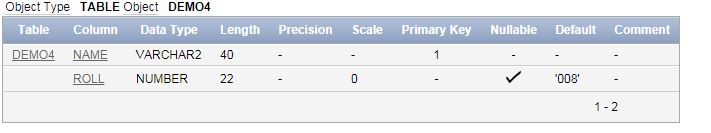 Object Type TABLE Object DEMO4
Table Column Data Type Length Precision Scale Primary Key Nullable Default Comment
DEMO4 NAME VARCHAR2 40 - - 1 - - -
ROLL NUMBER 22 - 0 - ✓ '008' -
1 - 2